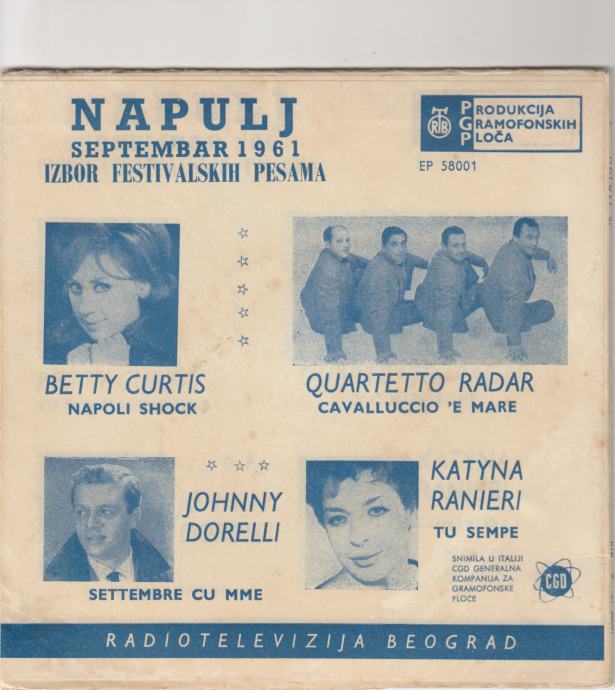 NAPULJ
SEPTEMBAR 1961
IZBOR FESTIVALSKIH PESAMA
RTB
PRODUKCIJA
GRAMOFONSKIH
PLOČA
EP 58001
BETTY CURTIS
NAPOLI SHOCK
QUARTETTO RADAR
CAVALLUCCIO 'E MARE
JOHNNY
DORELLI
SETTEMBRE CU MME
KATYNA
RANIERI
TU SEMPE
SNIMILA U ITALIJI
CGD GENERALNA
KOMPANIJA ZA
GRAMOFONSKE
PLOCE
CGD
RADIOTELEVIZIJA BEOGRAD